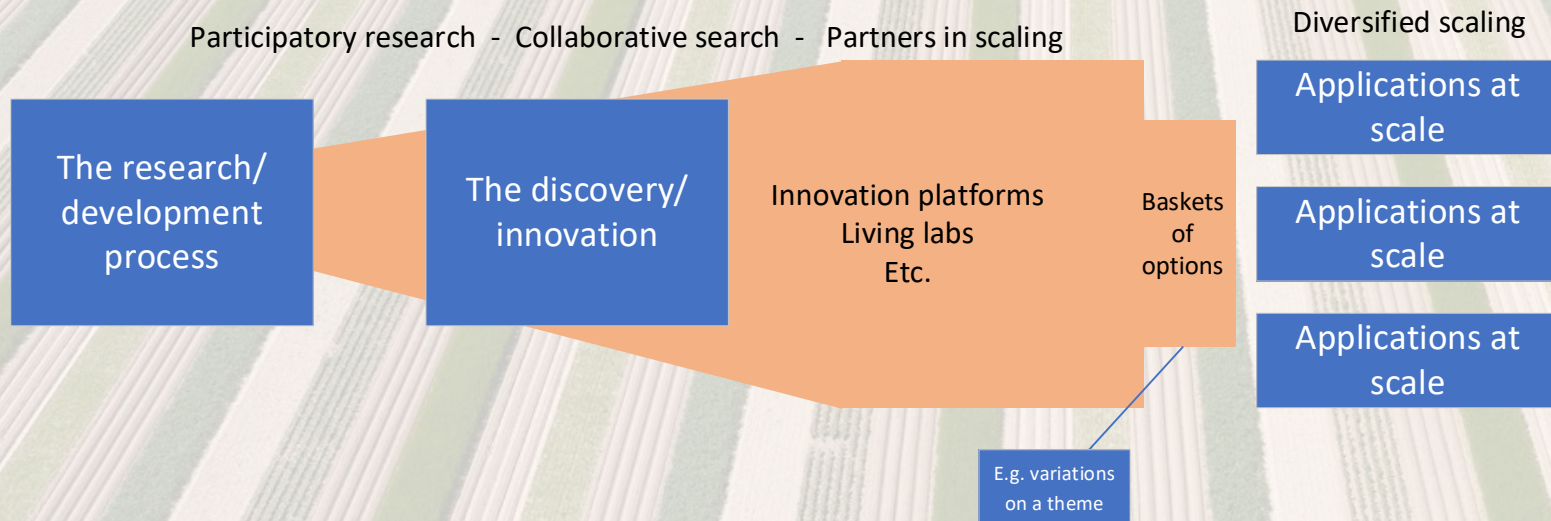 Participatory research - Collaborative search - Partners in scaling
Diversified scaling
The research/
development
process
The discovery/
innovation
Innovation platforms
Living labs
Etc.
Baskets
of
options
Applications at
scale
Applications at
scale
Applications at
scale
E.g. variations
on a theme